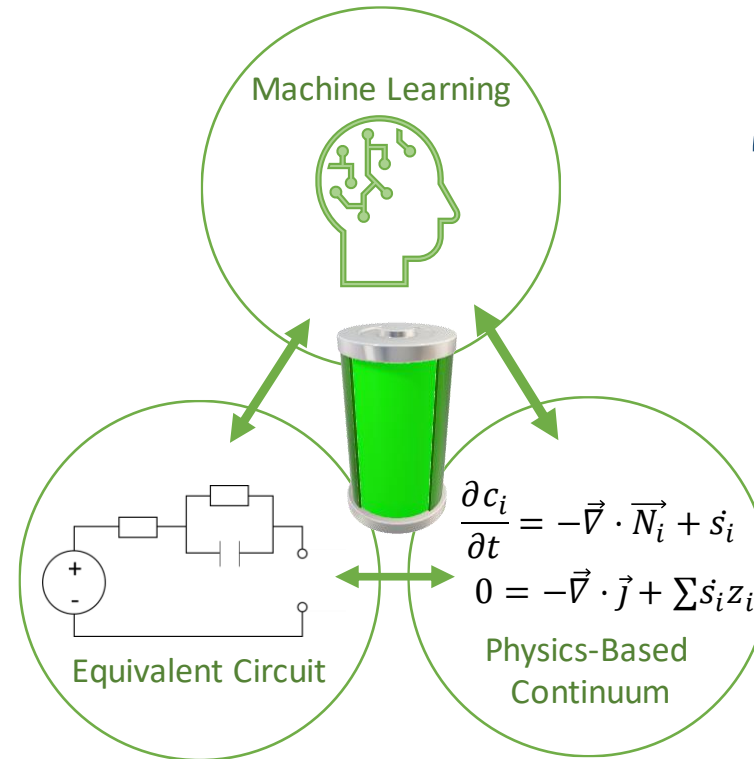 Machine Learning
∂c_i/∂t = −∇⃗ · N⃗_i + ṡ_i
0 = −∇⃗ · j⃗ + ∑ṡ_i z_i
+
-
Equivalent Circuit
Physics-Based
Continuum